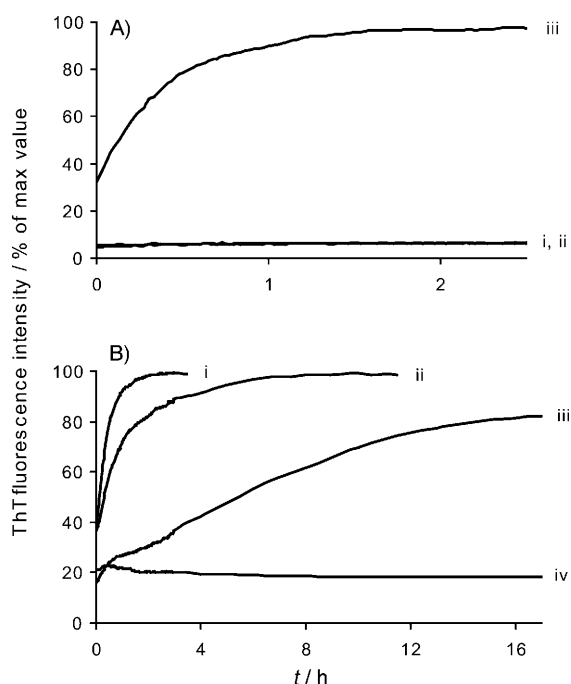 ThT fluorescence intensity / % of max value
A)
100
80
60
40
20
0
iii
i, ii
0 1 2
B)
100
80
60
40
20
0
i
ii
iii
iv
0 4 8 12 16
t / h